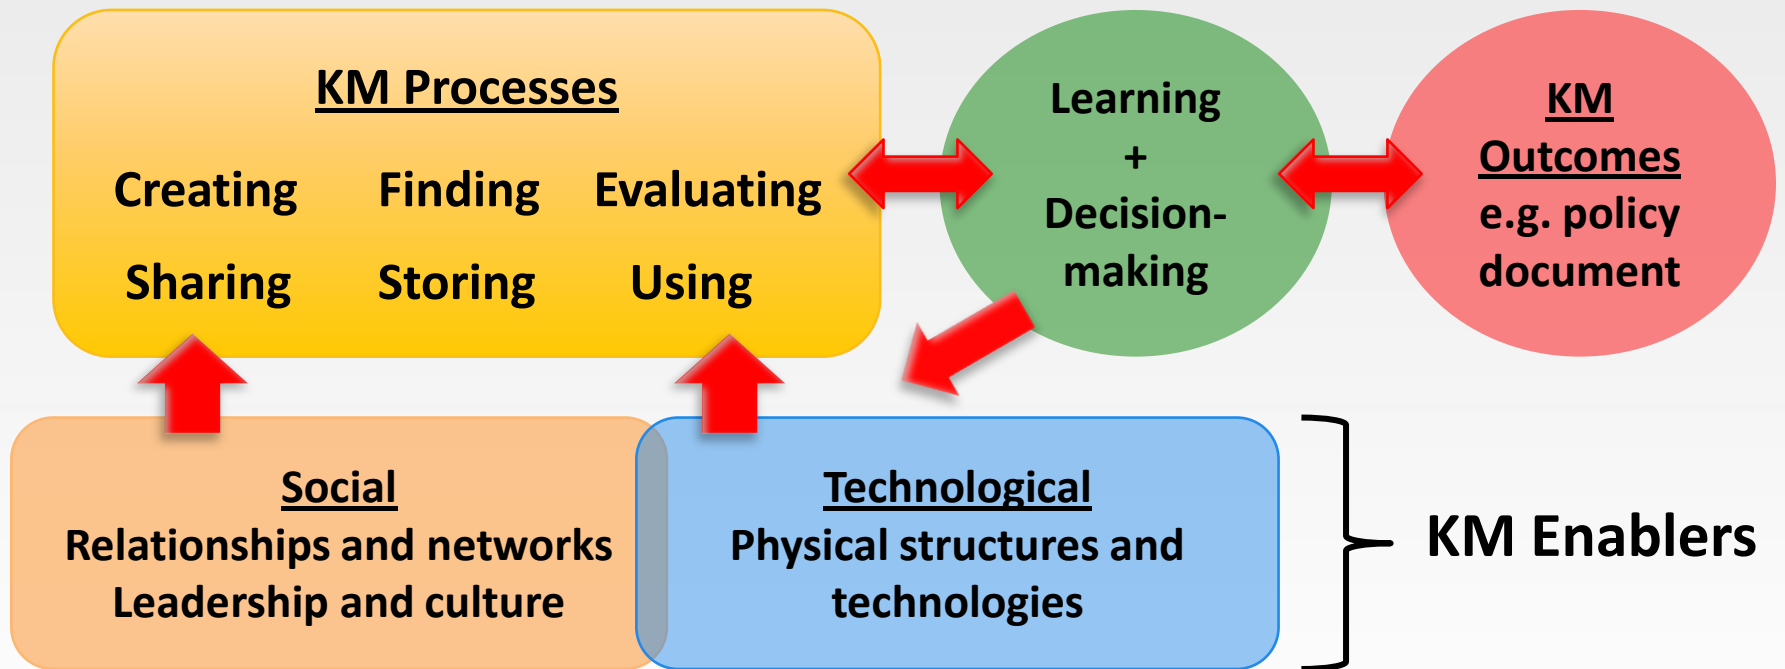 KM Processes
Creating Finding Evaluating
Sharing Storing Using
Learning
+
Decision-
making
KM
Outcomes
e.g. policy
document
Social
Relationships and networks
Leadership and culture
Technological
Physical structures and
technologies
KM Enablers